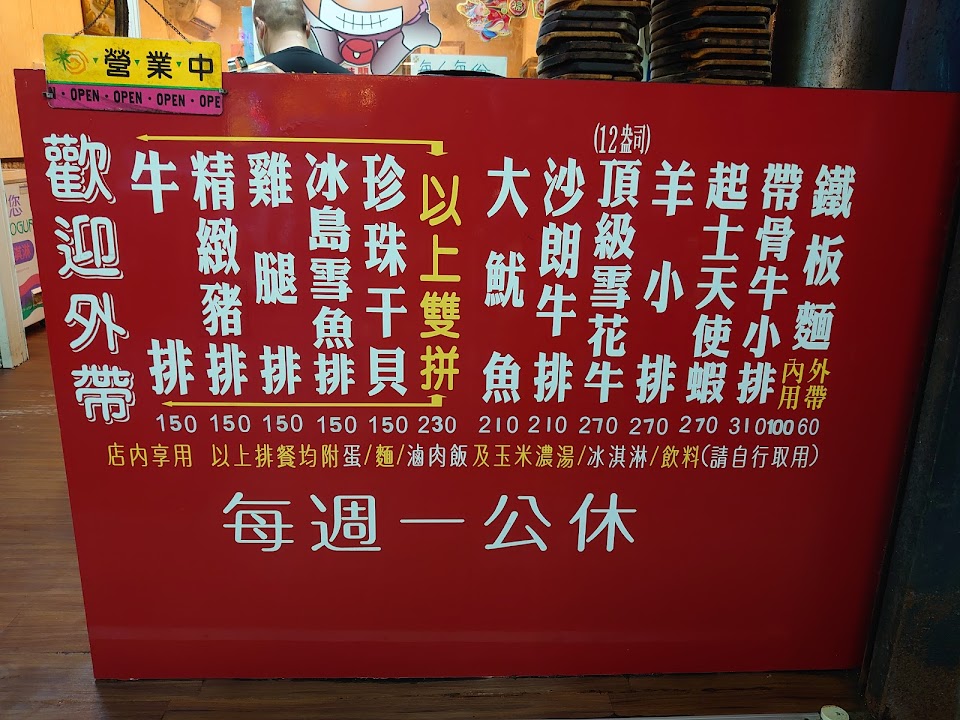 營業中
OPEN · OPEN · OPEN · OPE
歡迎外帶
牛排 150
精緻豬排 150
雞腿排 150
冰島雪魚排 150
珍珠干貝 150
以上雙拼 230
大魷魚 210
沙朗牛排 210
(12盎司)
頂級雪花牛 270
羊小排 270
起士天使蝦 270
帶骨牛小排 310
鐵板麵
內用 100
外帶 60
店內享用 以上排餐均附蛋/麵/滷肉飯及玉米濃湯/冰淇淋/飲料(請自行取用)
每週一公休